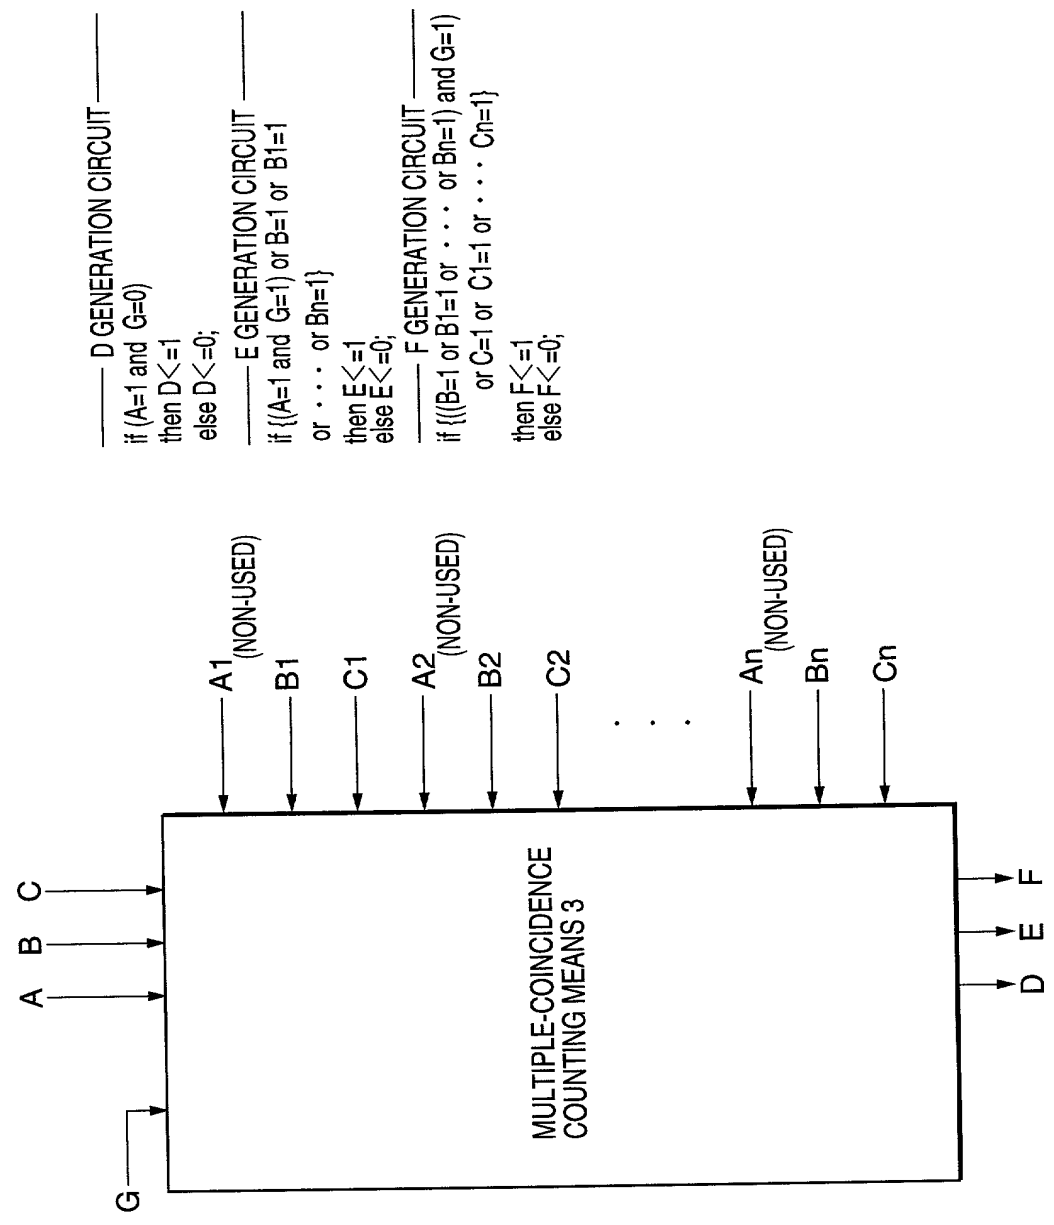 A
B
C
G
MULTIPLE-COINCIDENCE
COUNTING MEANS 3
D
E
F
A1
(NON-USED)
B1
C1
A2
(NON-USED)
B2
C2
· · ·
An
(NON-USED)
Bn
Cn
D GENERATION CIRCUIT
if (A=1 and G=0)
then D<=1
else D<=0;
E GENERATION CIRCUIT
if {(A=1 and G=1) or B=1 or B1=1
or · · · or Bn=1}
then E<=1
else E<=0;
F GENERATION CIRCUIT
if {((B=1 or B1=1 or · · · or Bn=1) and G=1)
or C=1 or C1=1 or · · · Cn=1}
then F<=1
else F<=0;